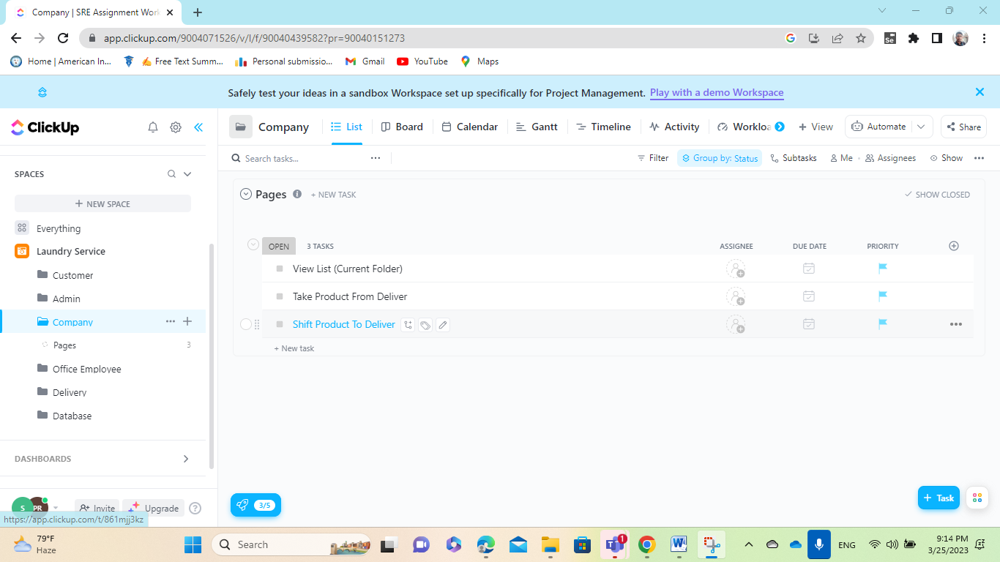 Company | SRE Assignment Work
app.clickup.com/9004071526/v/l/f/90040439582?pr=90040151273
Se
Home | American In...
Free Text Summ...
Personal submissio...
Gmail
YouTube
Maps
Safely test your ideas in a sandbox Workspace set up specifically for Project Management. Play with a demo Workspace
ClickUp
Company
List
Board
Calendar
Gantt
Timeline
Activity
Workloa
+ View
Automate
Share
Search tasks...
Filter
Group by: Status
Subtasks
Me
Assignees
Show
SPACES
+ NEW SPACE
Everything
Laundry Service
Customer
Admin
Company
Pages 3
Office Employee
Delivery
Database
DASHBOARDS
S PR
Invite
Upgrade
?
https://app.clickup.com/t/861mjj3kz
Pages
+ NEW TASK
SHOW CLOSED
OPEN 3 TASKS ASSIGNEE DUE DATE PRIORITY
View List (Current Folder)
Take Product From Deliver
Shift Product To Deliver
+ New task
3/5
+ Task
79°F
Haze
Search
1
ENG
9:14 PM
3/25/2023